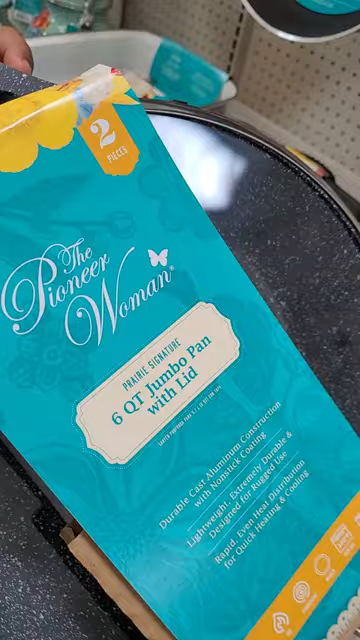 2
PIECES
The
Pioneer
Woman®
PRAIRIE SIGNATURE
6 QT Jumbo Pan
with Lid
Durable Cast Aluminum Construction
with Nonstick Coating
Lightweight, Extremely Durable &
Designed for Rugged Use
Rapid, Even Heat Distribution
for Quick Heating & Cooling